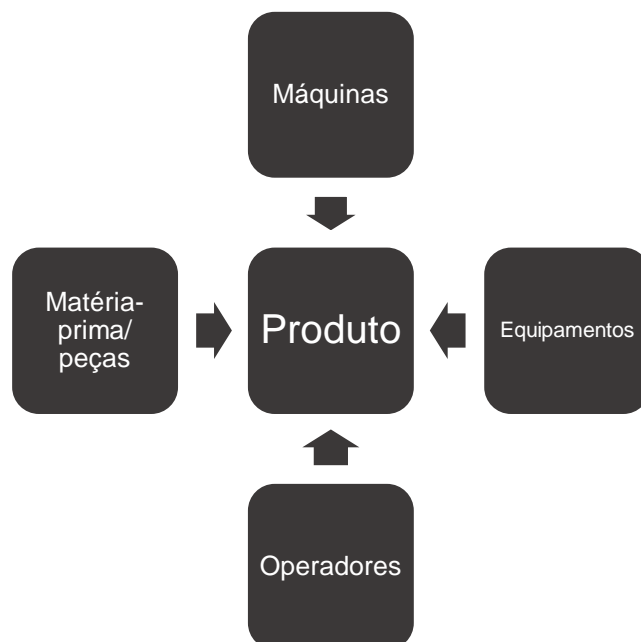 Máquinas
Matéria-
prima/
peças
Produto
Equipamentos
Operadores